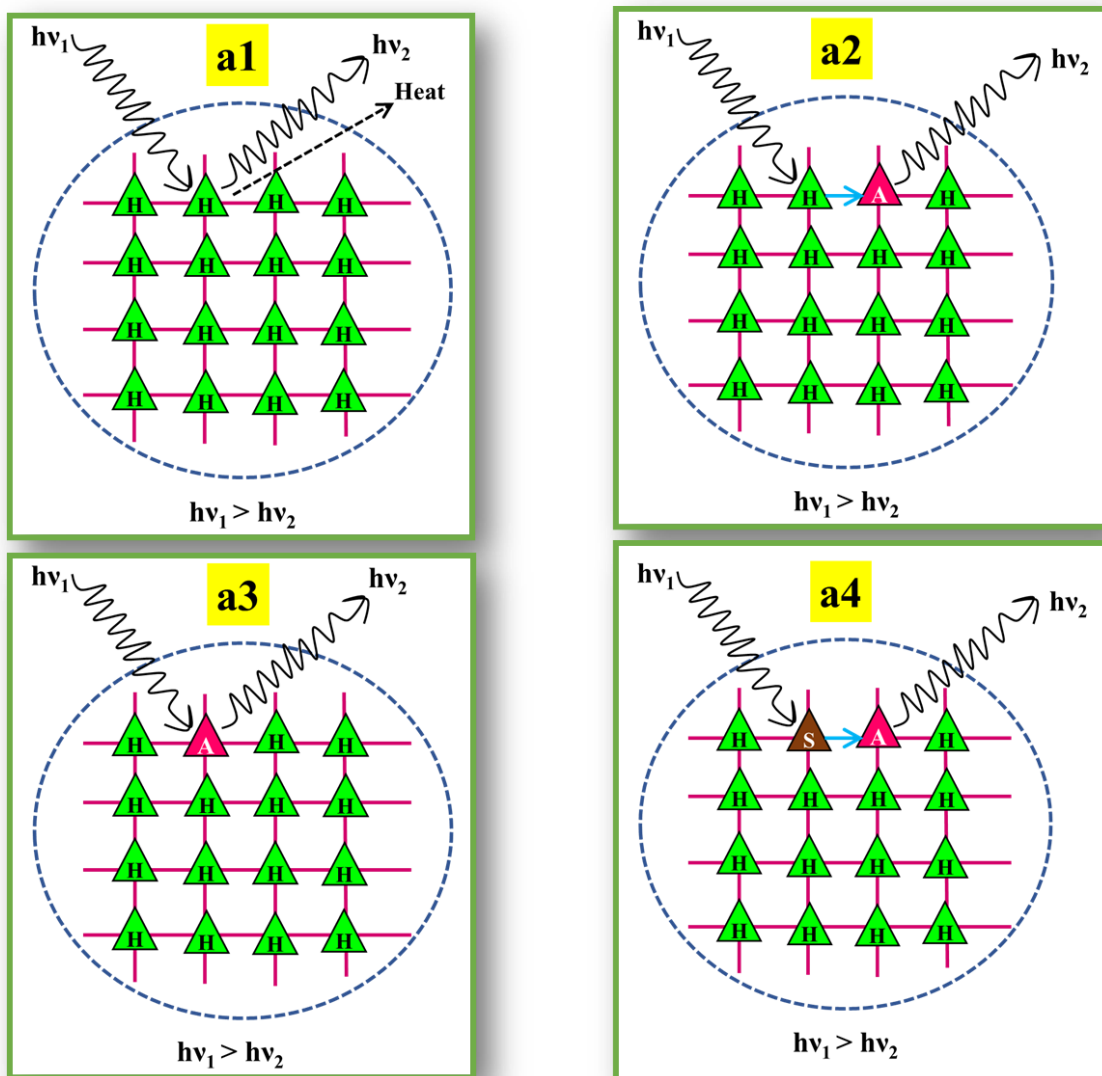 a1
hν₁
hν₂
Heat
H H H H
H H H H
H H H H
H H H H
hν₁ > hν₂
a2
hν₁
hν₂
H H A H
H H H H
H H H H
H H H H
hν₁ > hν₂
a3
hν₁
hν₂
H A H H
H H H H
H H H H
H H H H
hν₁ > hν₂
a4
hν₁
hν₂
H S A H
H H H H
H H H H
H H H H
hν₁ > hν₂